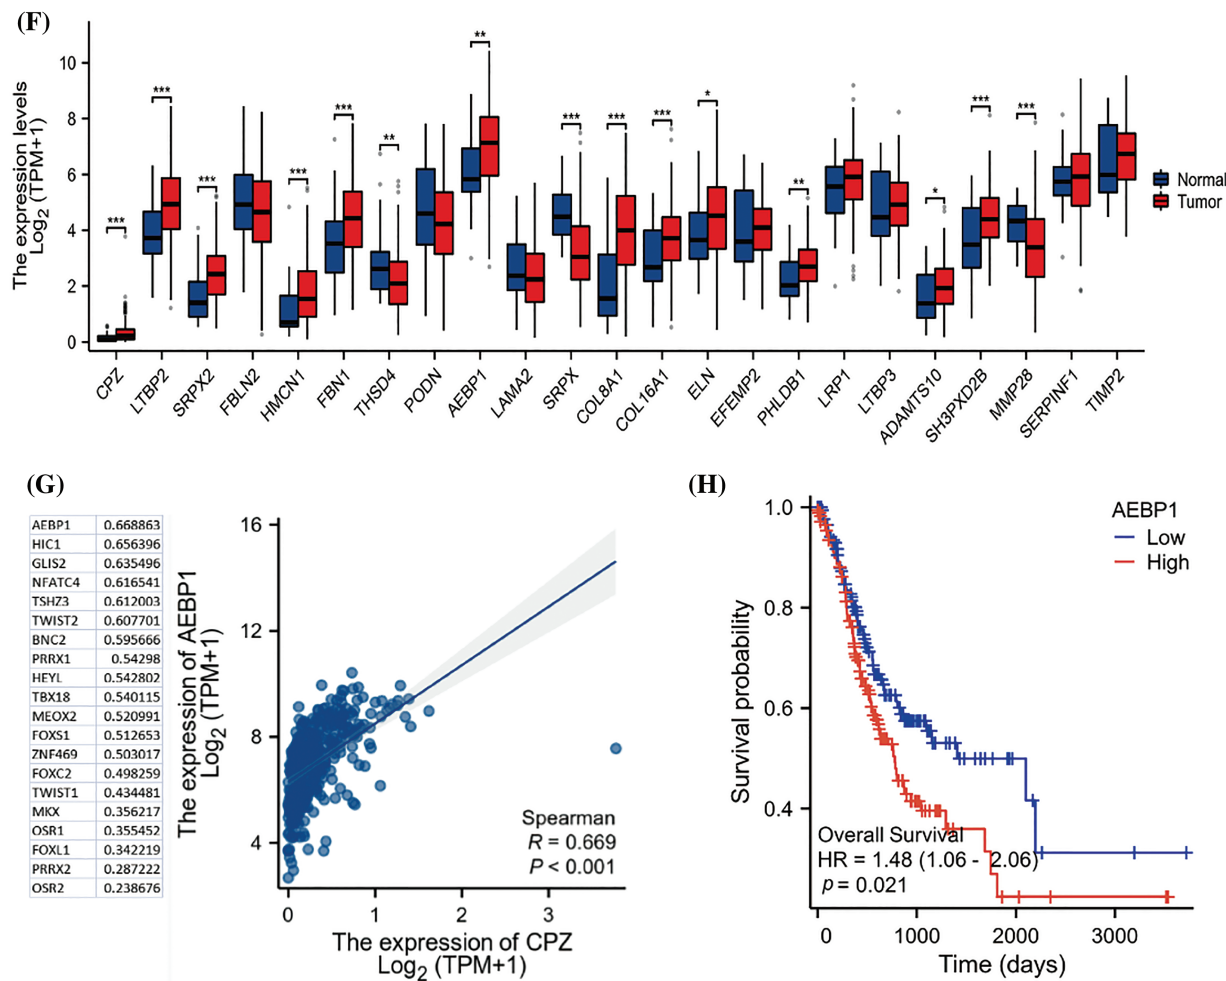 (F)
The expression levels
Log2 (TPM+1)
10
8
6
4
2
0
***
***
***
***
***
**
**
***
***
***
*
**
*
***
***
Normal
Tumor
CPZ
LTBP2
SRPX2
FBLN2
HMCN1
FBN1
THSD4
PODN
AEBP1
LAMA2
SRPX
COL8A1
COL16A1
ELN
EFEMP2
PHLDB1
LRP1
LTBP3
ADAMTS10
SH3PXD2B
MMP28
SERPINF1
TIMP2
(G)
AEBP1 0.668863
HIC1 0.656396
GLIS2 0.635496
NFATC4 0.616541
TSHZ3 0.612003
TWIST2 0.607701
BNC2 0.595666
PRRX1 0.54298
HEYL 0.542802
TBX18 0.540115
MEOX2 0.520991
FOXS1 0.512653
ZNF469 0.503017
FOXC2 0.498259
TWIST1 0.434481
MKX 0.356217
OSR1 0.355452
FOXL1 0.342219
PRRX2 0.287222
OSR2 0.238676
The expression of AEBP1
Log2 (TPM+1)
16
12
8
4
Spearman
R = 0.669
P < 0.001
0 1 2 3
The expression of CPZ
Log2 (TPM+1)
(H)
Survival probability
1.0
0.8
0.6
0.4
AEBP1
Low
High
Overall Survival
HR = 1.48 (1.06 - 2.06)
p = 0.021
0 1000 2000 3000
Time (days)